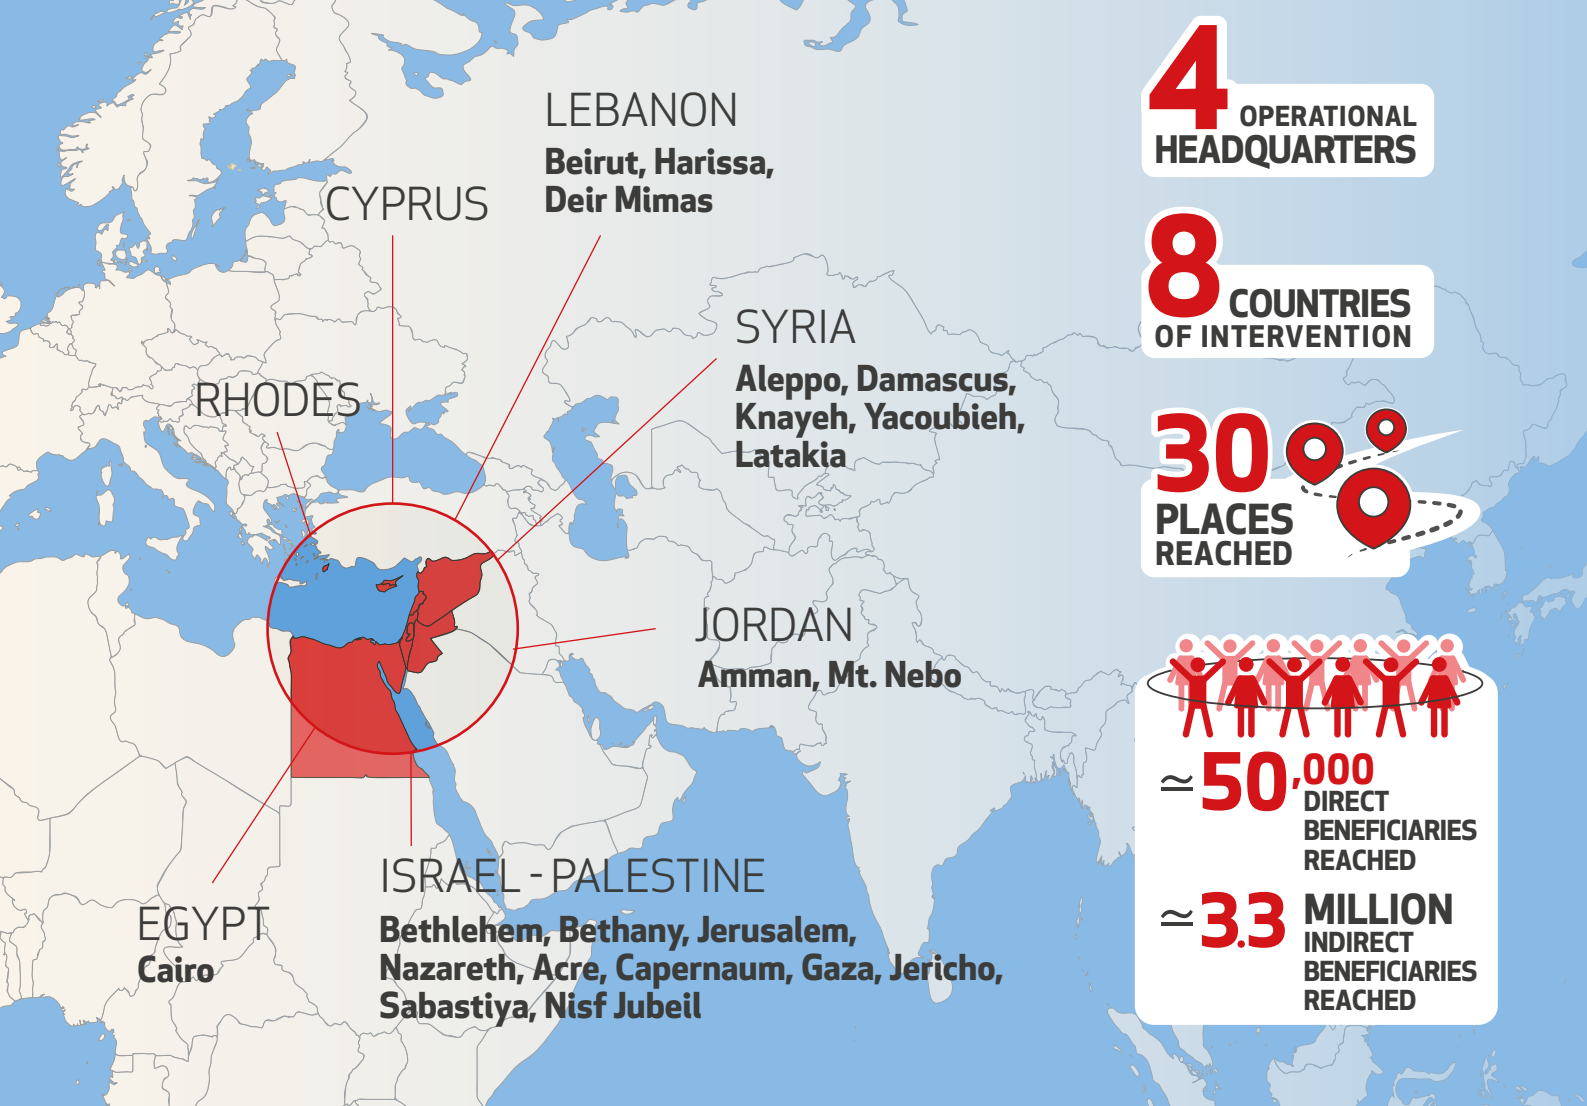 LEBANON
Beirut, Harissa,
Deir Mimas
CYPRUS
SYRIA
Aleppo, Damascus,
Knayeh, Yacoubieh,
Latakia
RHODES
JORDAN
Amman, Mt. Nebo
ISRAEL - PALESTINE
Bethlehem, Bethany, Jerusalem,
Nazareth, Acre, Capernaum, Gaza, Jericho,
Sabastiya, Nisf Jubeil
EGYPT
Cairo
4 OPERATIONAL
HEADQUARTERS
8 COUNTRIES
OF INTERVENTION
30
PLACES
REACHED
≃ 50,000
DIRECT
BENEFICIARIES
REACHED
≃ 3.3 MILLION
INDIRECT
BENEFICIARIES
REACHED